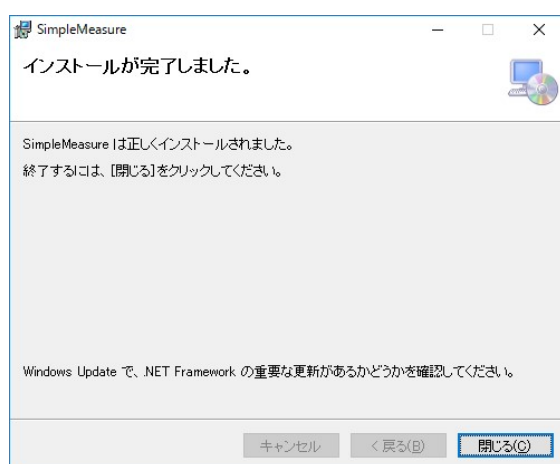 SimpleMeasure
インストールが完了しました。
SimpleMeasure は正しくインストールされました。
終了するには、[閉じる]をクリックしてください。
Windows Update で、.NET Framework の重要な更新があるかどうかを確認してください。
キャンセル
< 戻る(B)
閉じる(C)